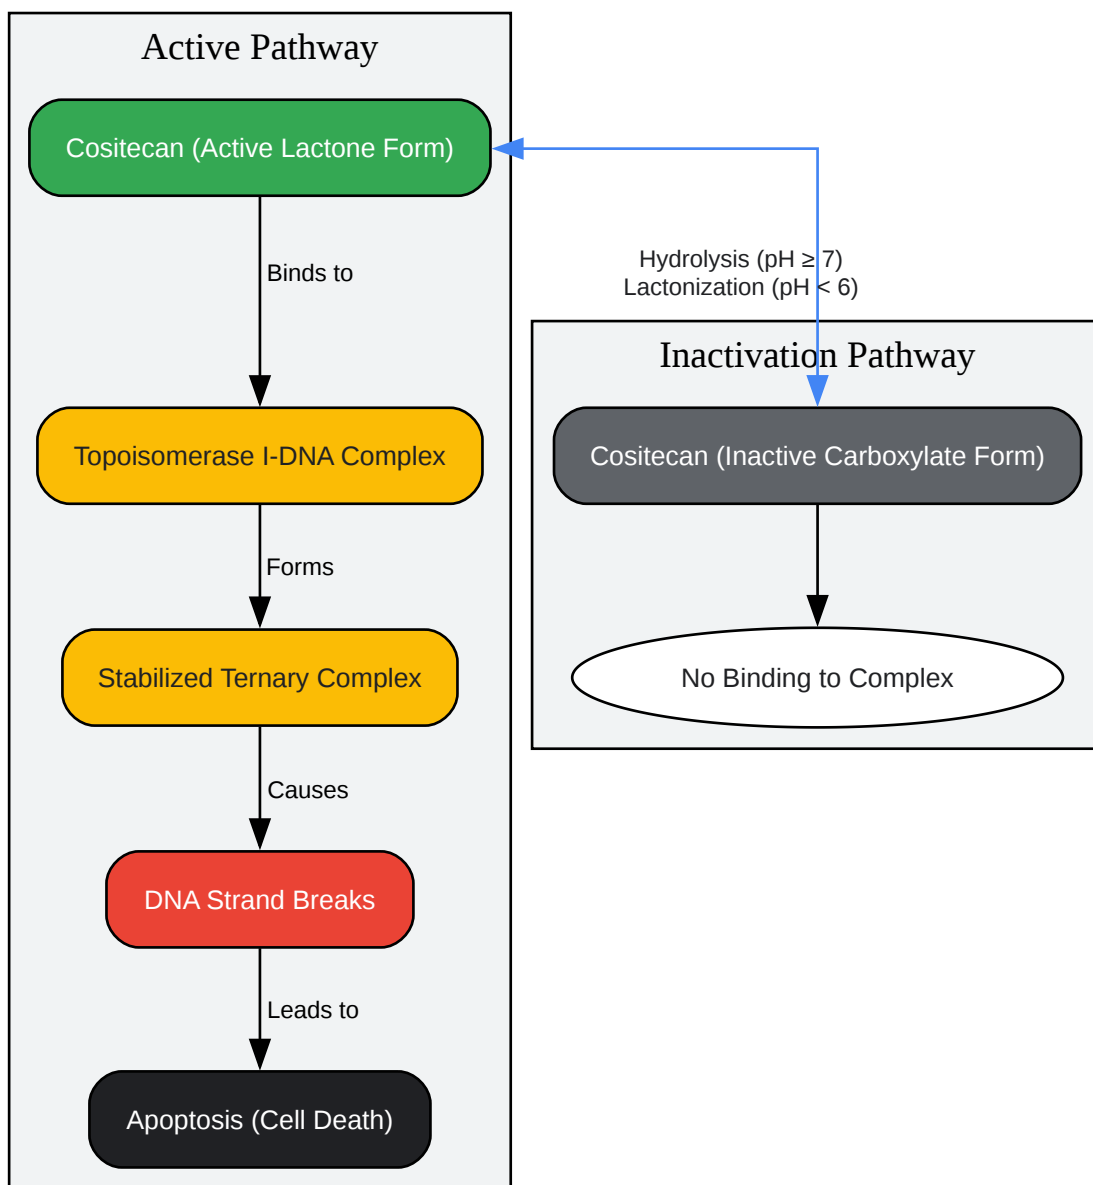 Active Pathway
Cositecan (Active Lactone Form)
Binds to
Hydrolysis (pH ≥ 7)
Lactonization (pH < 6)
Inactivation Pathway
Topoisomerase I-DNA Complex
Cositecan (Inactive Carboxylate Form)
Forms
Stabilized Ternary Complex
No Binding to Complex
Causes
DNA Strand Breaks
Leads to
Apoptosis (Cell Death)